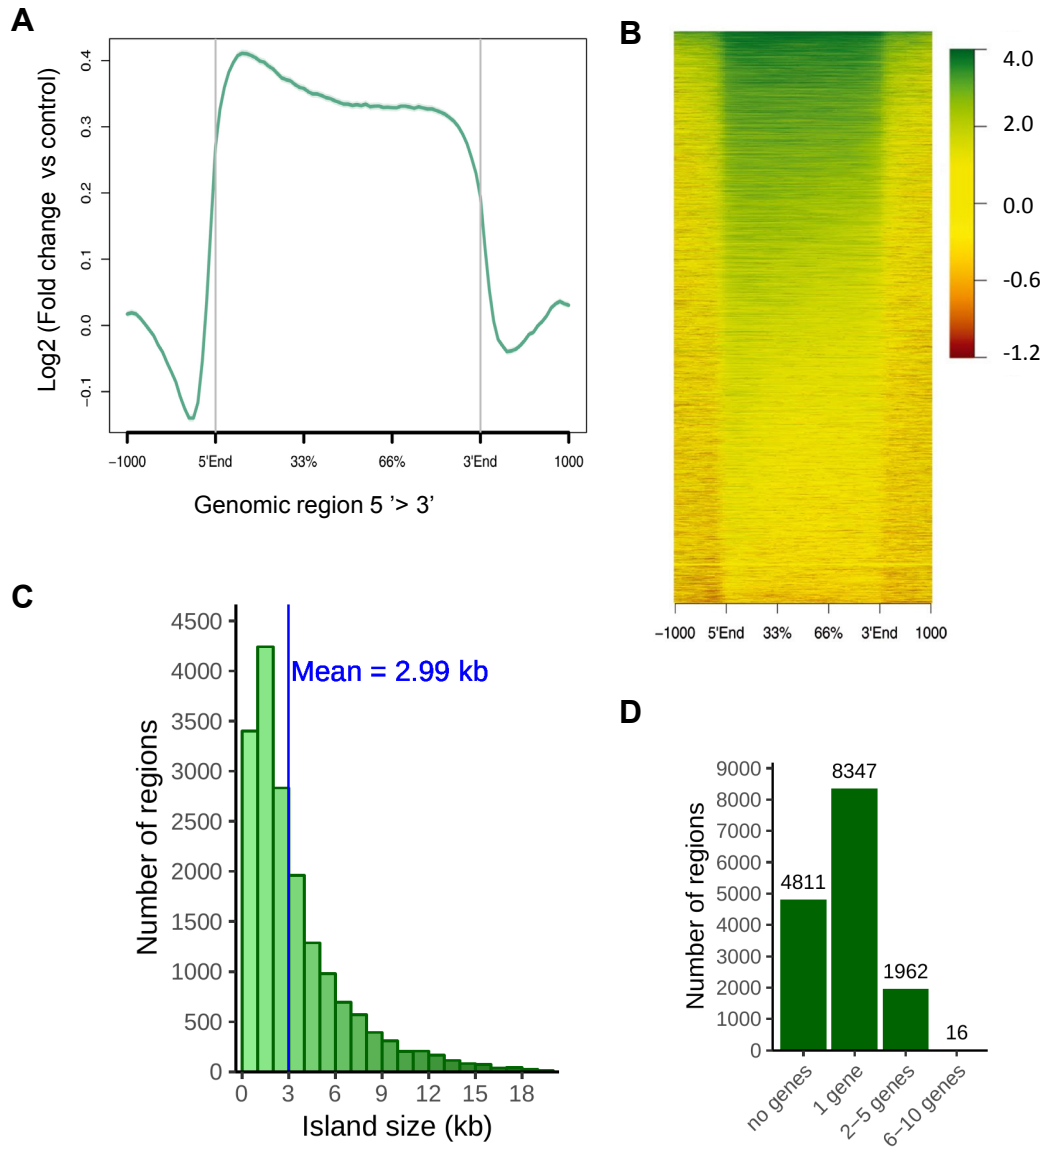 A
Log2 (Fold change vs control)
0.4
0.3
0.2
0.1
0.0
−0.1
−1000 5'End 33% 66% 3'End 1000
Genomic region 5 ’> 3’
B
4.0
2.0
0.0
-0.6
-1.2
−1000 5'End 33% 66% 3'End 1000
C
Number of regions
4500
4000
3500
3000
2500
2000
1500
1000
500
0
Mean = 2.99 kb
0 3 6 9 12 15 18
Island size (kb)
D
Number of regions
9000
8000
7000
6000
5000
4000
3000
2000
1000
0
4811
8347
1962
16
no genes
1 gene
2−5 genes
6−10 genes